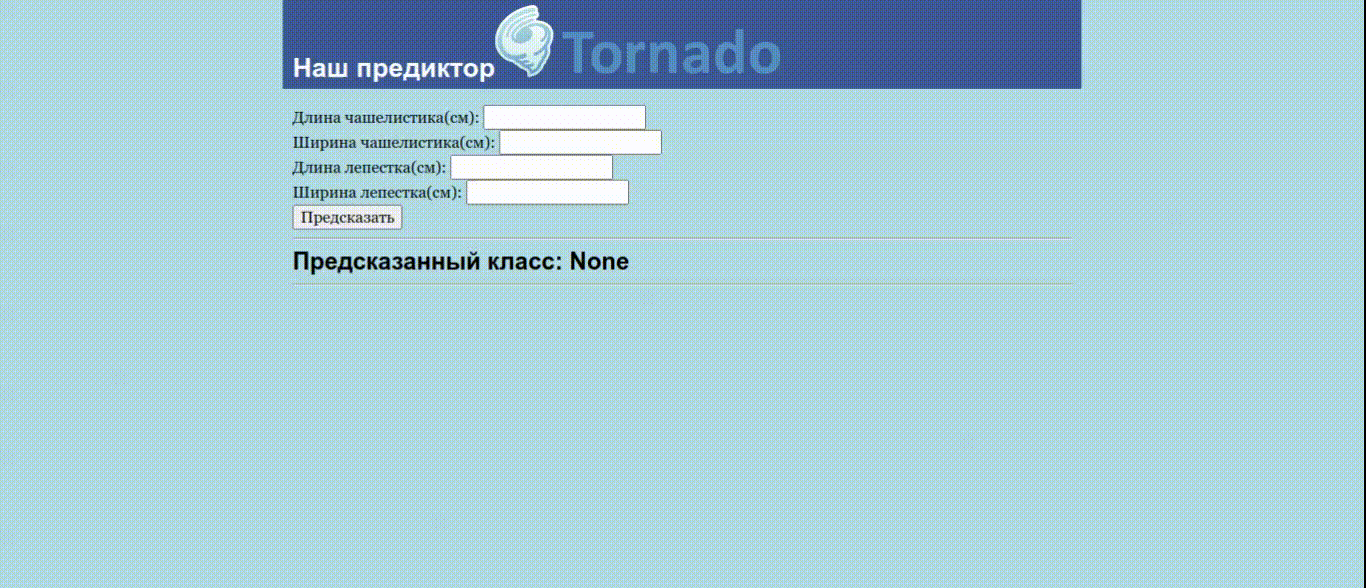 Наш предиктор Tornado
Длина чашелистика(см):
Ширина чашелистика(см):
Длина лепестка(см):
Ширина лепестка(см):
Предсказать
Предсказанный класс: None